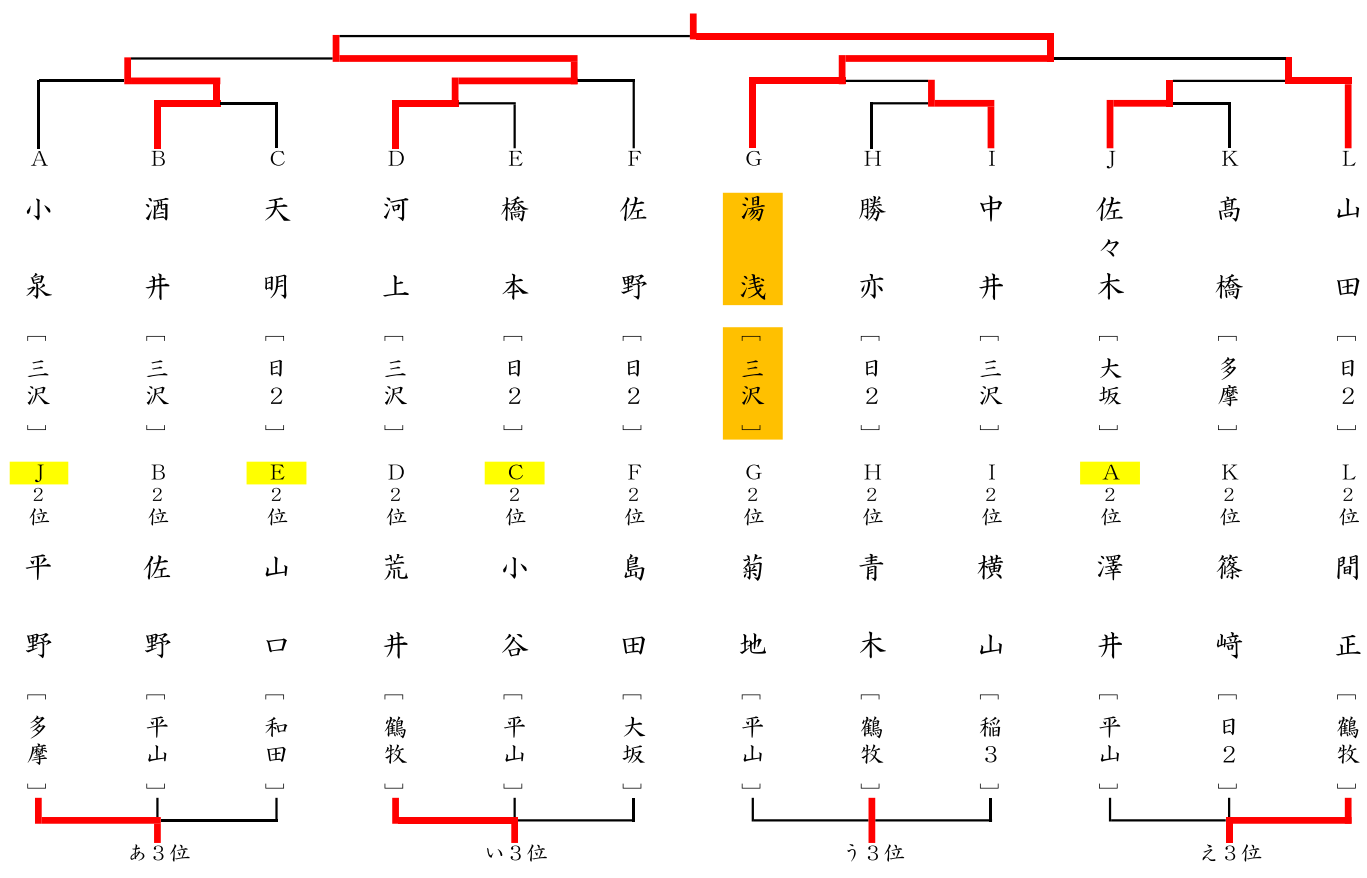 A B C D E F G H I J K L
小泉 酒井 天明 河上 橋本 佐野 湯浅 勝亦 中井 佐々木 髙橋 山田
[三沢] [三沢] [日2] [三沢] [日2] [日2] [三沢] [日2] [三沢] [大坂] [多摩] [日2]
J2位 B2位 E2位 D2位 C2位 F2位 G2位 H2位 I2位 A2位 K2位 L2位
平野 佐野 山口 荒井 小谷 島田 菊地 青木 横山 澤井 篠﨑 間正
[多摩] [平山] [和田] [鶴牧] [平山] [大坂] [平山] [鶴牧] [稲3] [平山] [日2] [鶴牧]
あ3位 い3位 う3位 え3位